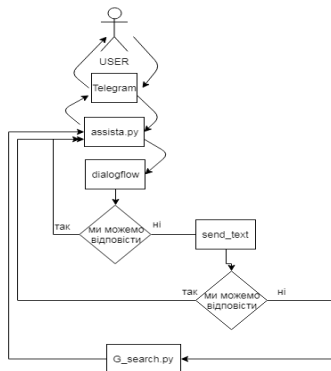 USER
Telegram
assista.py
dialogflow
так
ми можемо
відповісти
ні
send_text
так
ми можемо
відповісти
ні
G_search.py